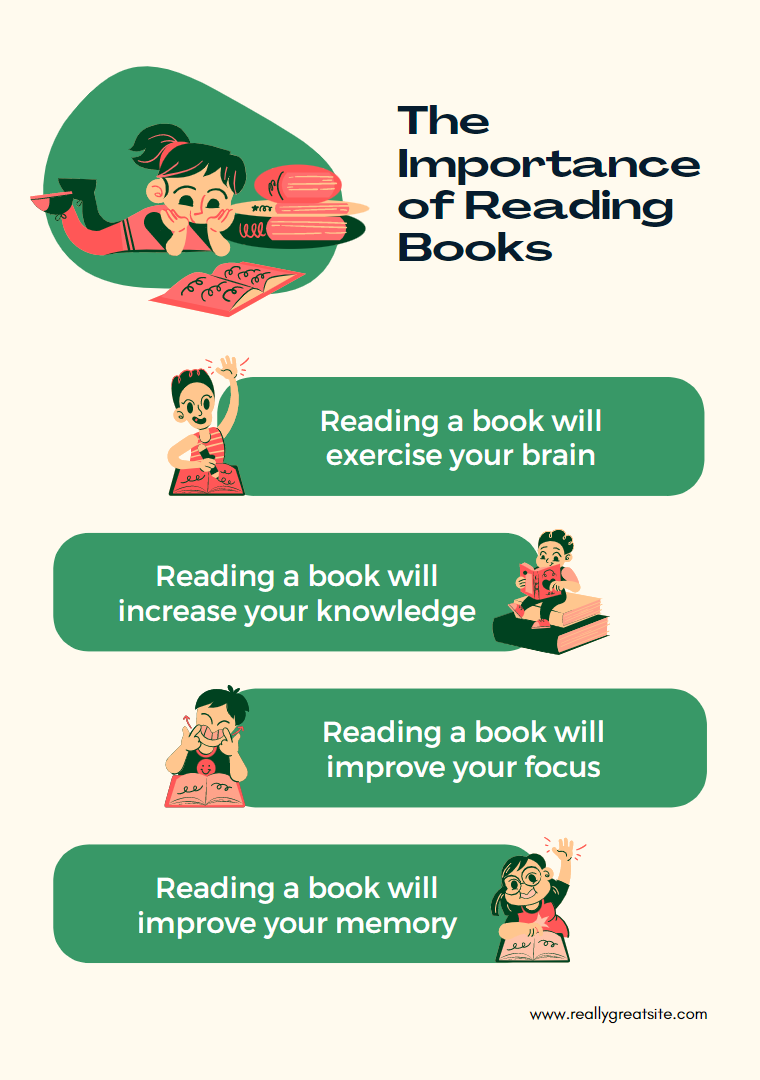 The
Importance
of Reading
Books
Reading a book will
exercise your brain
Reading a book will
increase your knowledge
Reading a book will
improve your focus
Reading a book will
improve your memory
www.reallygreatsite.com